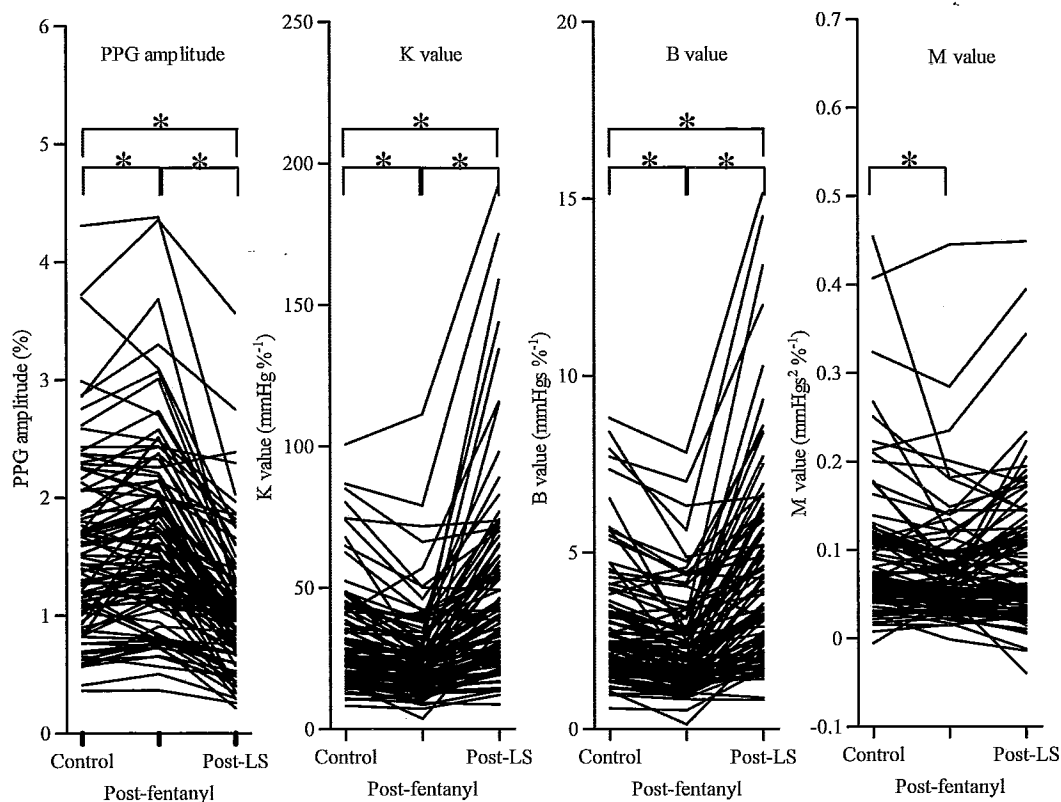 PPG amplitude
PPG amplitude (%)
6
5
4
3
2
1
0
*
*
*
Control
Post-LS
Post-fentanyl
K value
K value (mmHg %-1)
250
200
150
100
50
0
*
*
*
Control
Post-LS
Post-fentanyl
B value
B value (mmHgs %-1)
20
15
10
5
0
*
*
*
Control
Post-LS
Post-fentanyl
M value
M value (mmHgs² %-1)
0.7
0.6
0.5
0.4
0.3
0.2
0.1
0
-0.1
*
Control
Post-LS
Post-fentanyl